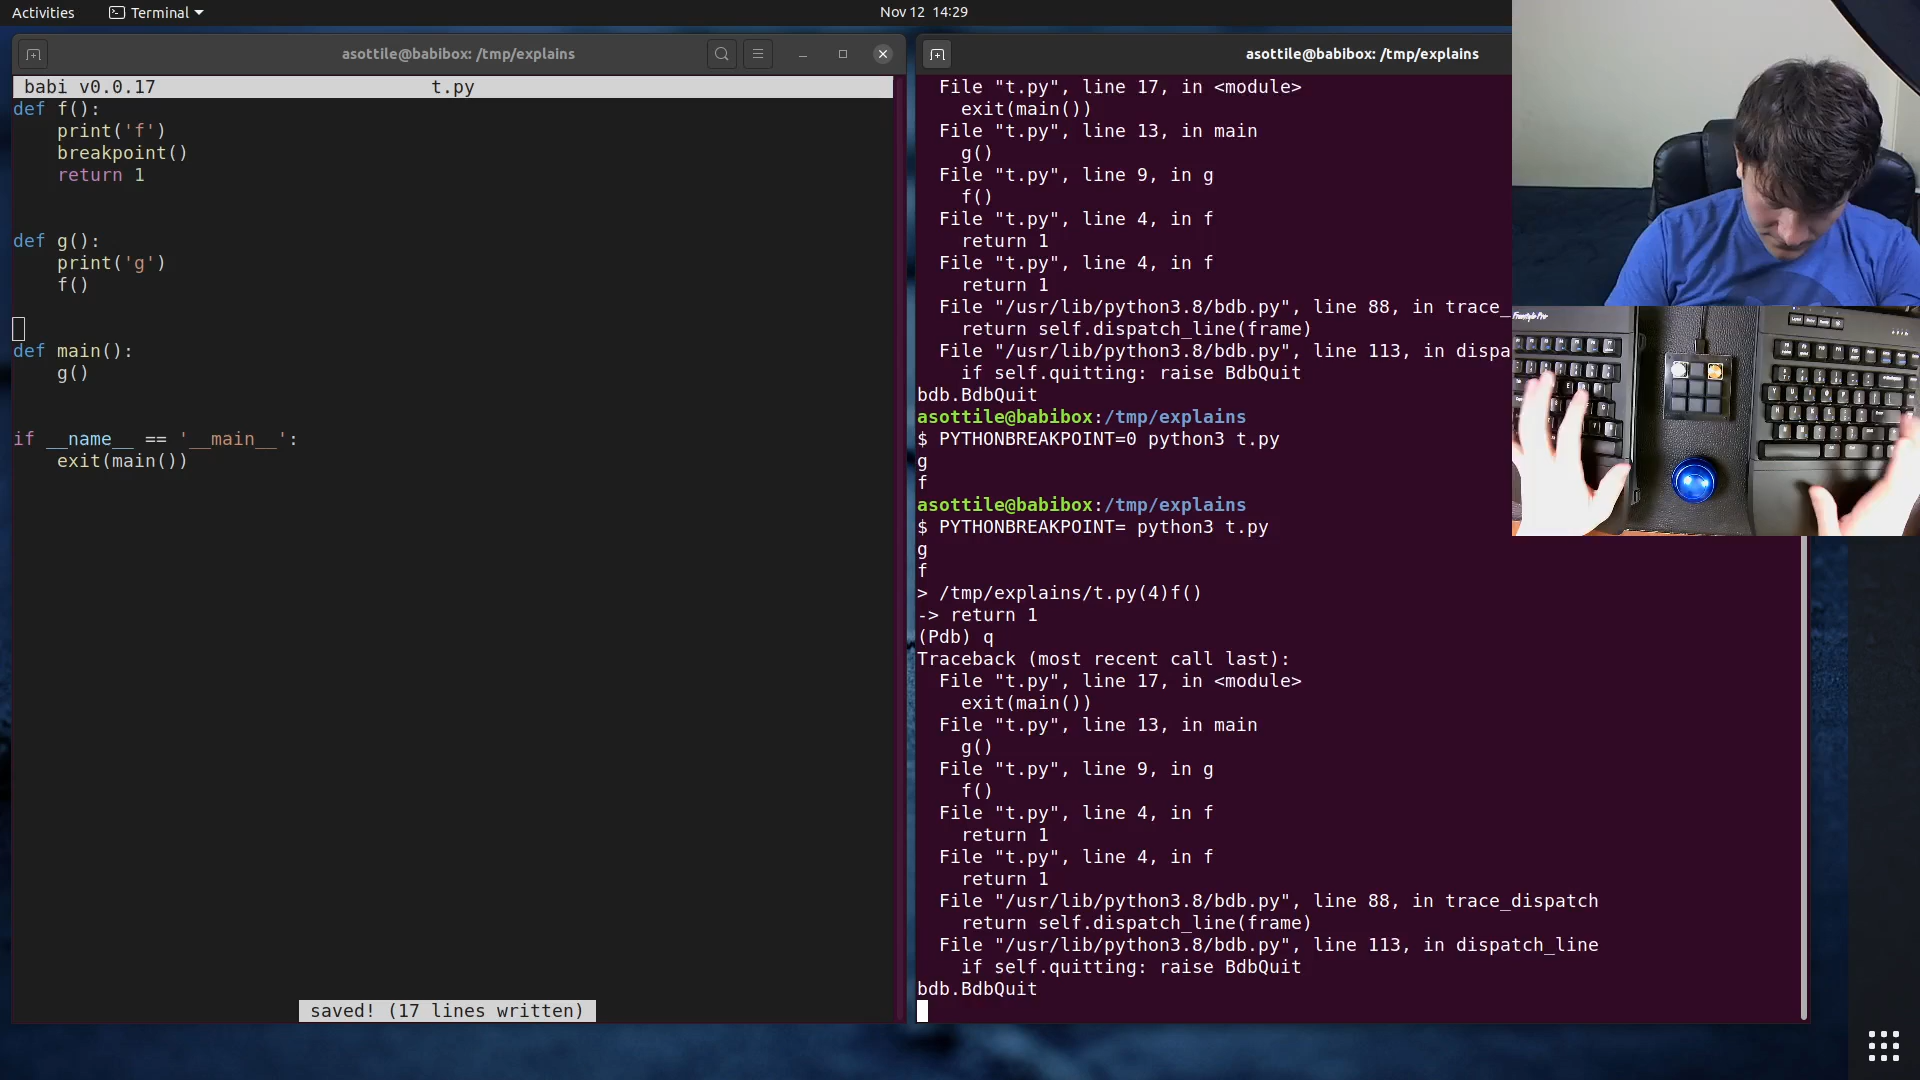 Activities
Terminal
Nov 12 14:29
asottile@babibox: /tmp/explains
babi v0.0.17 t.py
def f():
    print('f')
    breakpoint()
    return 1
def g():
    print('g')
    f()
def main():
    g()
if __name__ == '__main__':
    exit(main())
saved! (17 lines written)
asottile@babibox: /tmp/explains
  File "t.py", line 17, in <module>
    exit(main())
  File "t.py", line 13, in main
    g()
  File "t.py", line 9, in g
    f()
  File "t.py", line 4, in f
    return 1
  File "t.py", line 4, in f
    return 1
  File "/usr/lib/python3.8/bdb.py", line 88, in trace_
    return self.dispatch_line(frame)
  File "/usr/lib/python3.8/bdb.py", line 113, in dispa
    if self.quitting: raise BdbQuit
bdb.BdbQuit
asottile@babibox:/tmp/explains
$ PYTHONBREAKPOINT=0 python3 t.py
g
f
asottile@babibox:/tmp/explains
$ PYTHONBREAKPOINT= python3 t.py
g
f
> /tmp/explains/t.py(4)f()
-> return 1
(Pdb) q
Traceback (most recent call last):
  File "t.py", line 17, in <module>
    exit(main())
  File "t.py", line 13, in main
    g()
  File "t.py", line 9, in g
    f()
  File "t.py", line 4, in f
    return 1
  File "t.py", line 4, in f
    return 1
  File "/usr/lib/python3.8/bdb.py", line 88, in trace_dispatch
    return self.dispatch_line(frame)
  File "/usr/lib/python3.8/bdb.py", line 113, in dispatch_line
    if self.quitting: raise BdbQuit
bdb.BdbQuit
Freestyle Pro